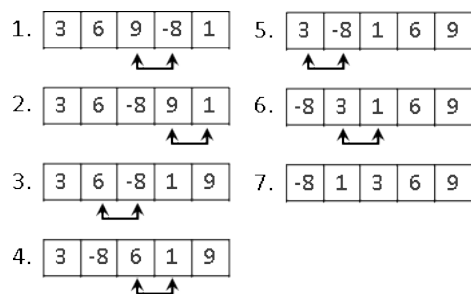 1. 3 6 9 -8 1
2. 3 6 -8 9 1
3. 3 6 -8 1 9
4. 3 -8 6 1 9
5. 3 -8 1 6 9
6. -8 3 1 6 9
7. -8 1 3 6 9